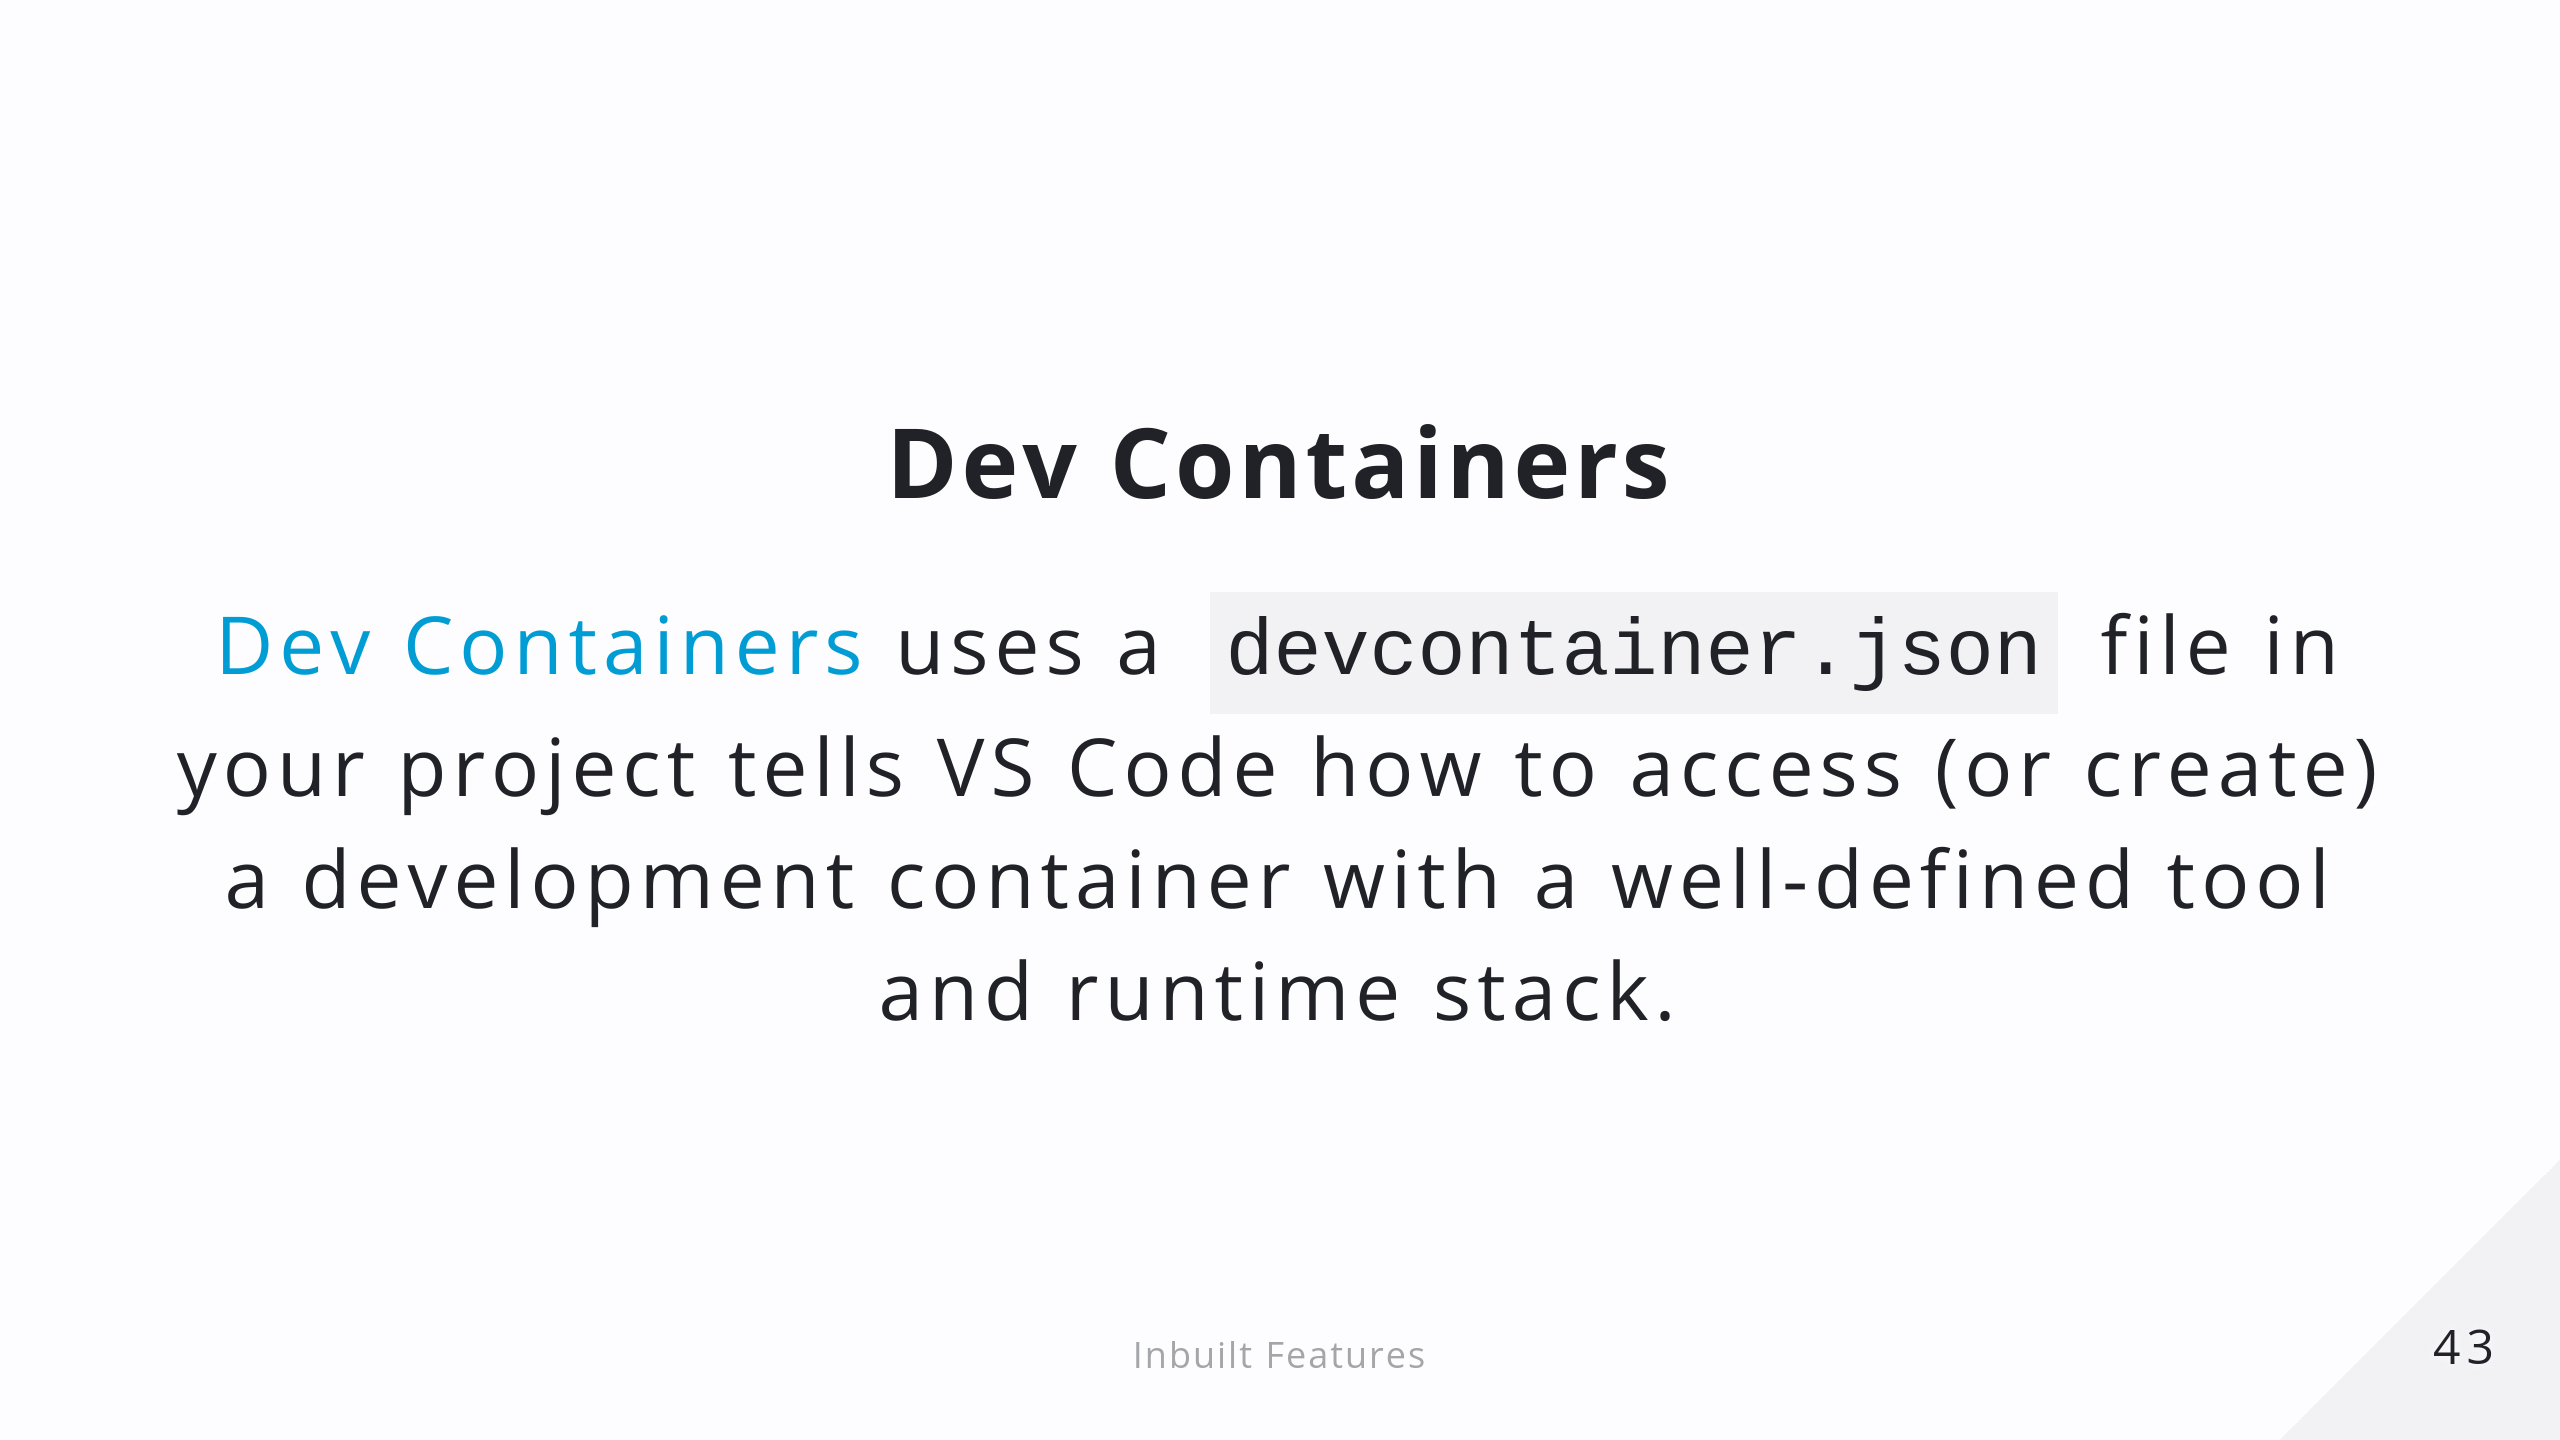 Dev Containers
Dev Containers uses a devcontainer.json file in
your project tells VS Code how to access (or create)
a development container with a well-defined tool
and runtime stack.
Inbuilt Features
43